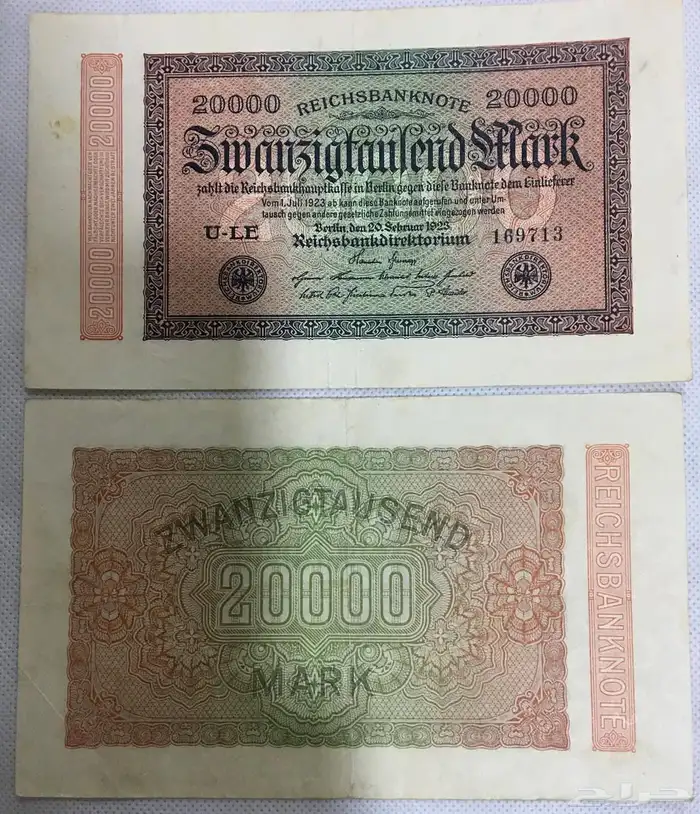 20000 REICHSBANKNOTE 20000
Zwanzigtausend Mark
zahlt die Reichsbankhauptkasse in Berlin gegen diese Banknote dem Einlieferer
Vom 1. Juli 1923 ab kann diese Banknote aufgerufen und unter Um-
tausch gegen andere gesetzliche Zahlungsmittel eingezogen werden
Berlin, den 20. Februar 1923
U-LE Reichsbankdirektorium 169713
20000 20000
ZWANZIGTAUSEND
20000
MARK
REICHSBANKNOTE
حراج